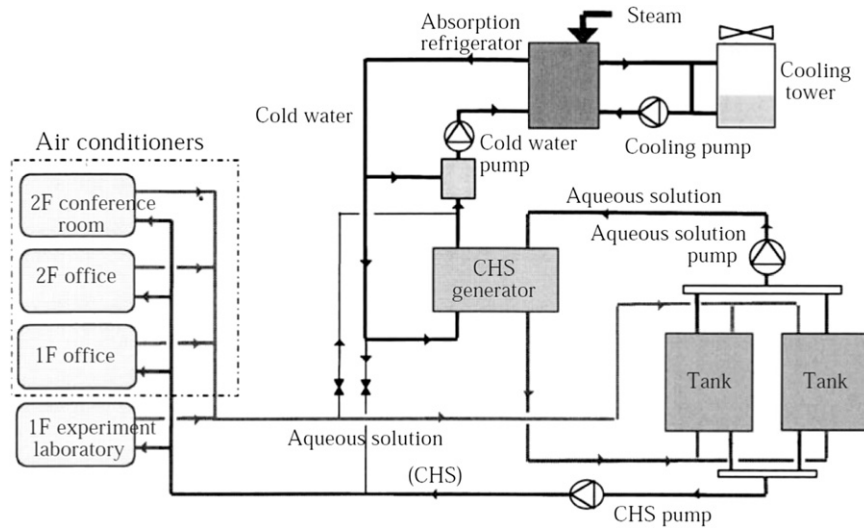 Absorption
refrigerator
Steam
Cooling
tower
Cold water
Cold water
pump
Cooling pump
Air conditioners
2F conference
room
2F office
1F office
1F experiment
laboratory
Aqueous solution
Aqueous solution
pump
CHS
generator
Tank
Tank
Aqueous solution
(CHS)
CHS pump